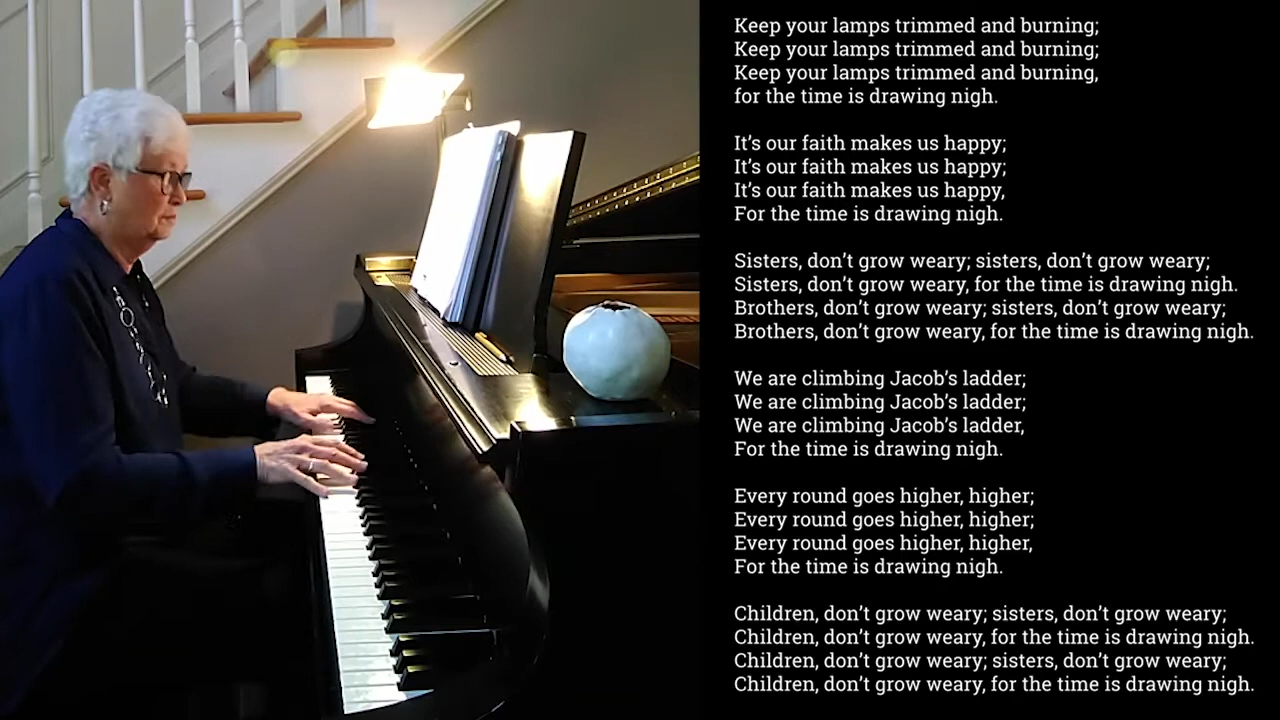 Keep your lamps trimmed and burning;
Keep your lamps trimmed and burning;
Keep your lamps trimmed and burning,
for the time is drawing nigh.
It’s our faith makes us happy;
It’s our faith makes us happy;
It’s our faith makes us happy,
For the time is drawing nigh.
Sisters, don’t grow weary; sisters, don’t grow weary;
Sisters, don’t grow weary, for the time is drawing nigh.
Brothers, don’t grow weary; sisters, don’t grow weary;
Brothers, don’t grow weary, for the time is drawing nigh.
We are climbing Jacob’s ladder;
We are climbing Jacob’s ladder;
We are climbing Jacob’s ladder,
For the time is drawing nigh.
Every round goes higher, higher;
Every round goes higher, higher;
Every round goes higher, higher,
For the time is drawing nigh.
Children, don’t grow weary; sisters, don’t grow weary;
Children, don’t grow weary, for the time is drawing nigh.
Children, don’t grow weary; sisters, don’t grow weary;
Children, don’t grow weary, for the time is drawing nigh.